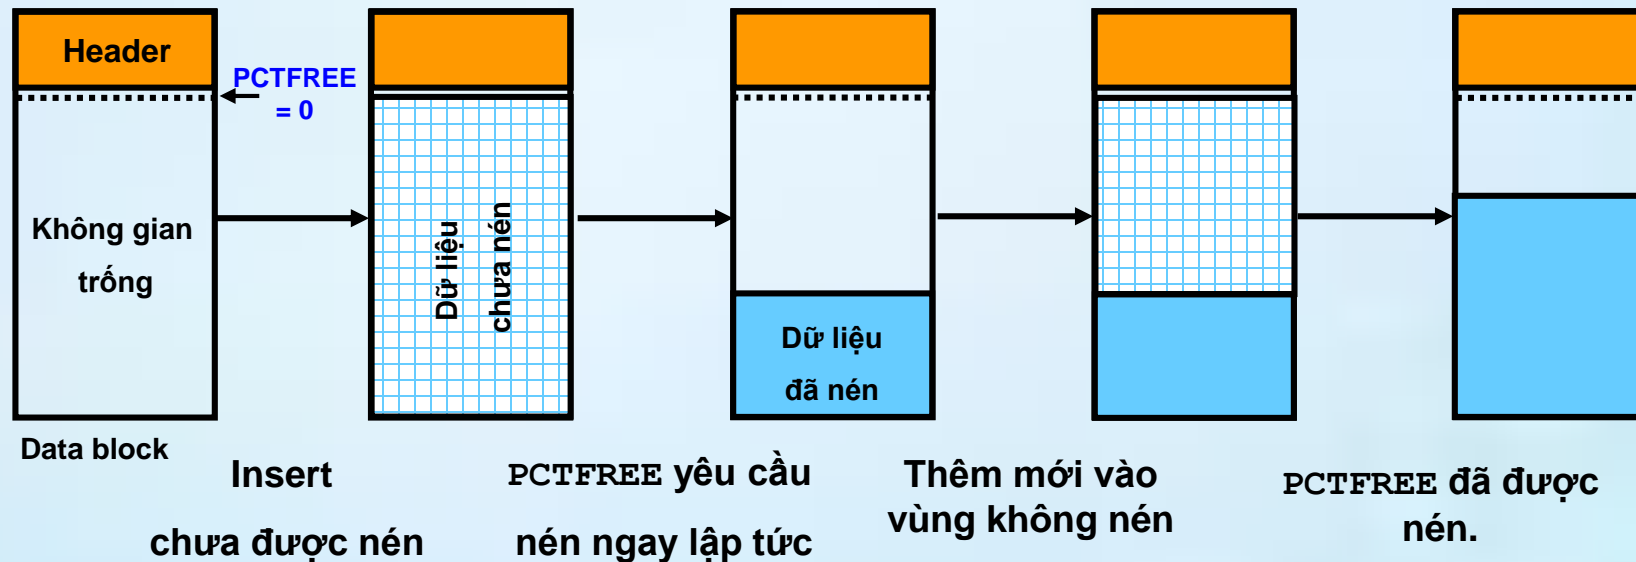 Header
PCTFREE
= 0
Không gian
trống
Dữ liệu
chưa nén
Dữ liệu
đã nén
Data block
Insert
chưa được nén
PCTFREE yêu cầu
nén ngay lập tức
Thêm mới vào
vùng không nén
PCTFREE đã được
nén.